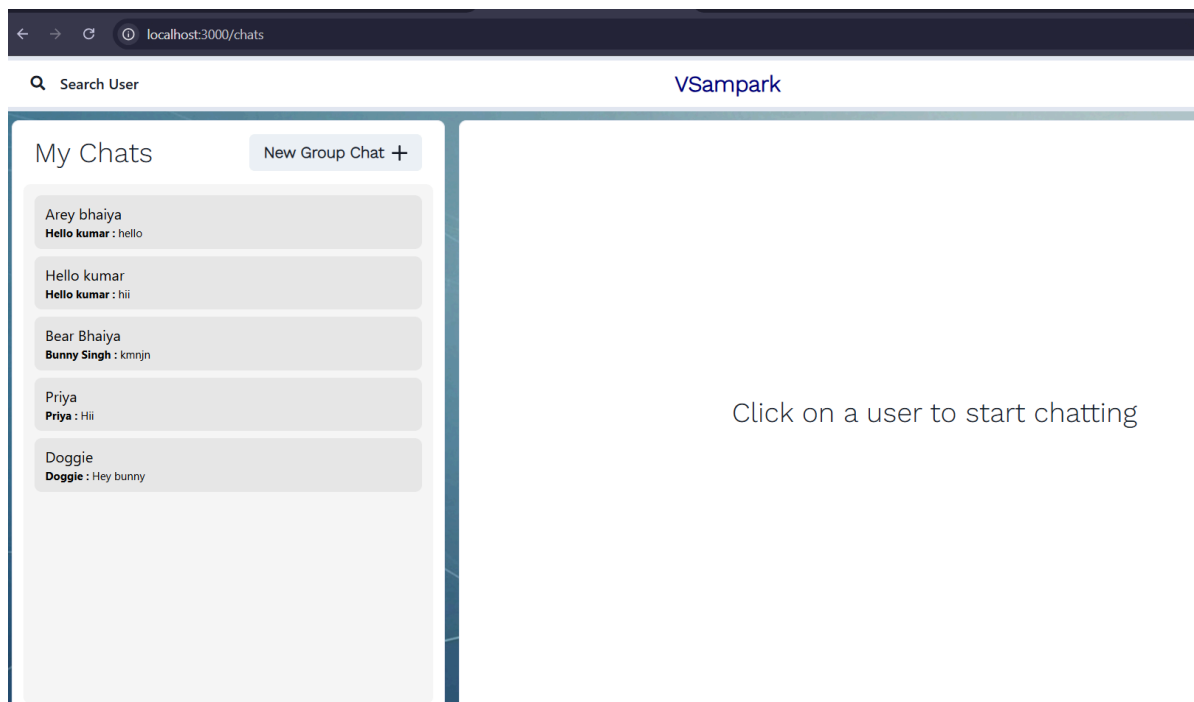 localhost:3000/chats
Search User
VSampark
My Chats
New Group Chat +
Arey bhaiya
Hello kumar : hello
Hello kumar
Hello kumar : hii
Bear Bhaiya
Bunny Singh : kmnjn
Priya
Priya : Hii
Doggie
Doggie : Hey bunny
Click on a user to start chatting